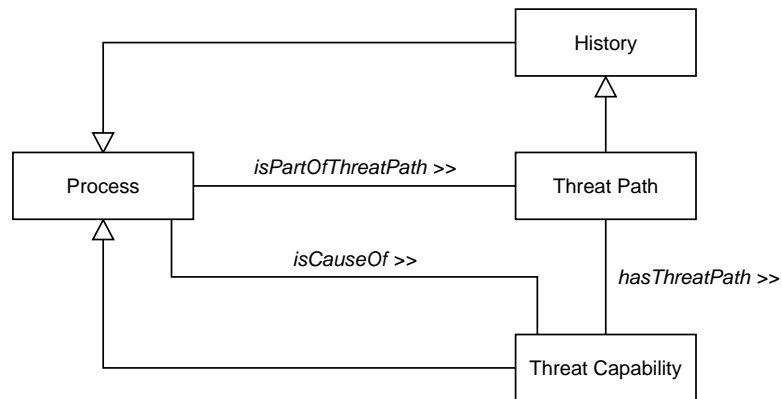 History
Process
isPartOfThreatPath >>
Threat Path
isCauseOf >>
hasThreatPath >>
Threat Capability